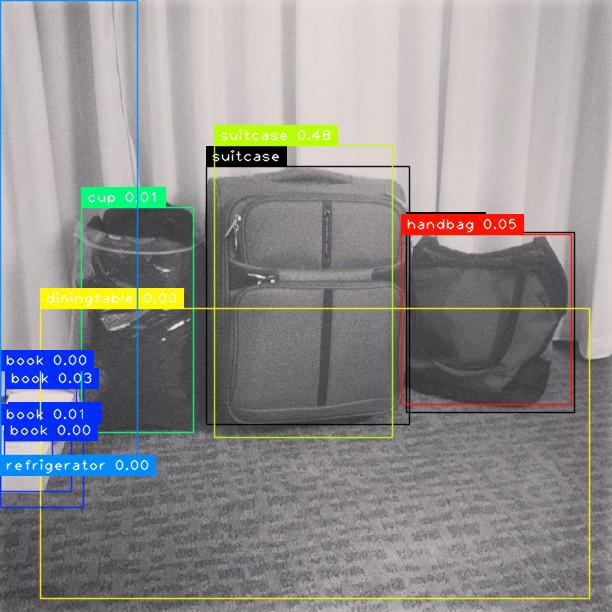 suitcase 0.48
suitcase
cup 0.01
handbag 0.05
diningtable 0.00
book 0.00
book 0.03
book 0.01
book 0.00
refrigerator 0.00